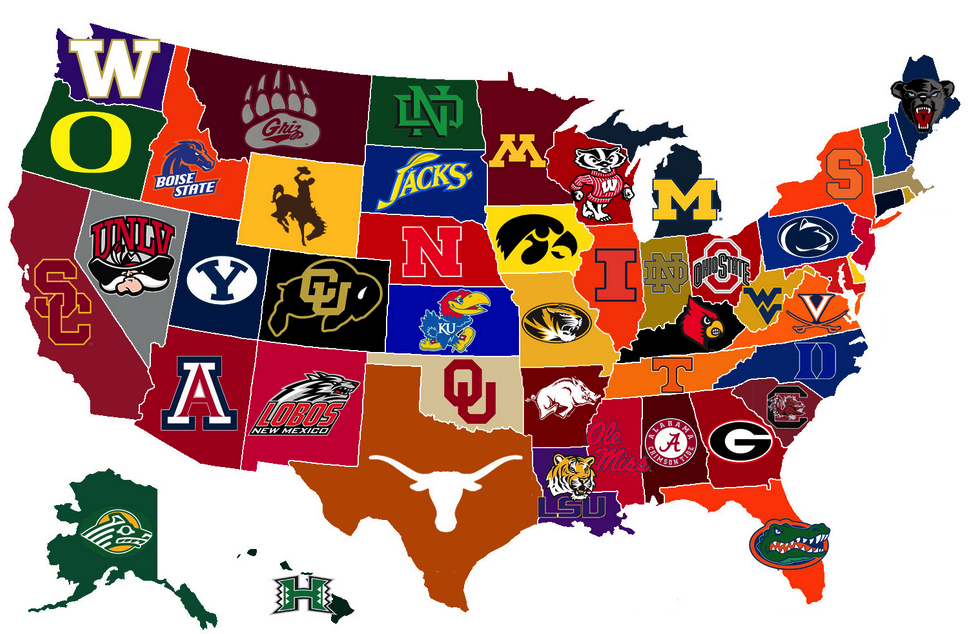 W
O
BOISE
STATE
Griz
ND
M
W
M
S
JACKS
UNLV
Y
CU
N
KU
I
ND
OHIO STATE
WV
V
SC
A
LOBOS
NEW MEXICO
OU
T
D
C
Ole
Miss
ALABAMA
A
CRIMSON TIDE
G
LSU
H